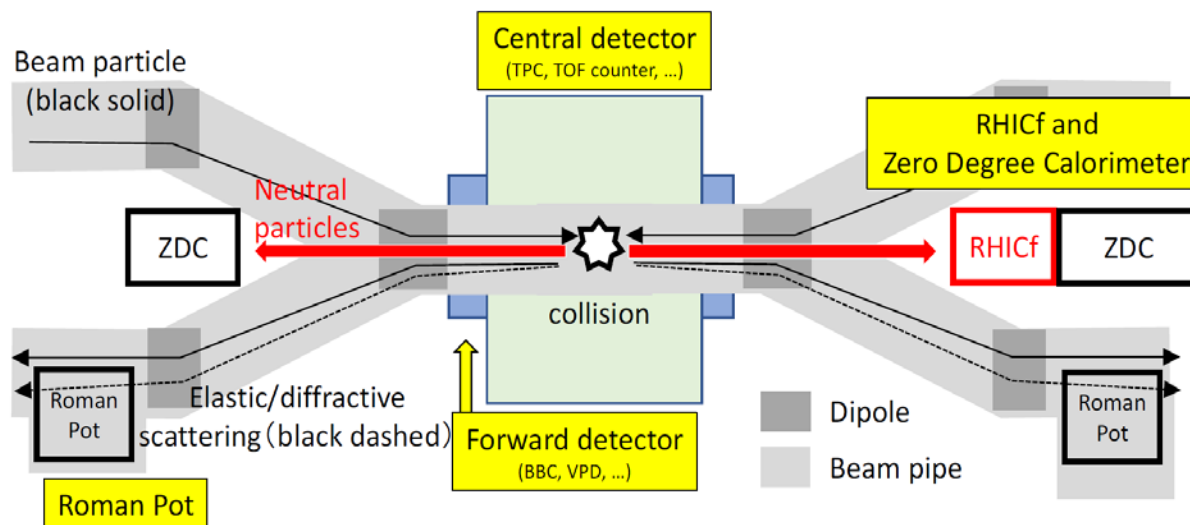 Central detector
(TPC, TOF counter, …)
Beam particle
(black solid)
RHICf and
Zero Degree Calorimeter
Neutral
particles
ZDC
RHICf
ZDC
collision
Roman
Pot
Elastic/diffractive
scattering(black dashed)
Forward detector
(BBC, VPD, …)
Dipole
Beam pipe
Roman
Pot
Roman Pot